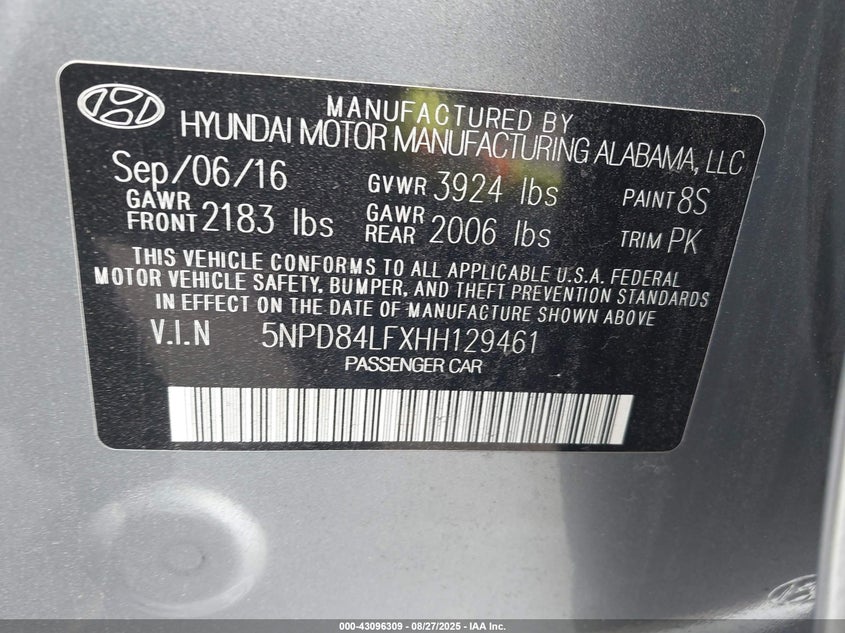 MANUFACTURED BY
HYUNDAI MOTOR MANUFACTURING ALABAMA, LLC
Sep/06/16 GVWR 3924 lbs PAINT 8S
GAWR FRONT 2183 lbs GAWR REAR 2006 lbs TRIM PK
THIS VEHICLE CONFORMS TO ALL APPLICABLE U.S.A. FEDERAL
MOTOR VEHICLE SAFETY, BUMPER, AND THEFT PREVENTION STANDARDS
IN EFFECT ON THE DATE OF MANUFACTURE SHOWN ABOVE
V.I.N 5NPD84LFXHH129461
PASSENGER CAR
000-43096309 - 08/27/2025 - IAA Inc.